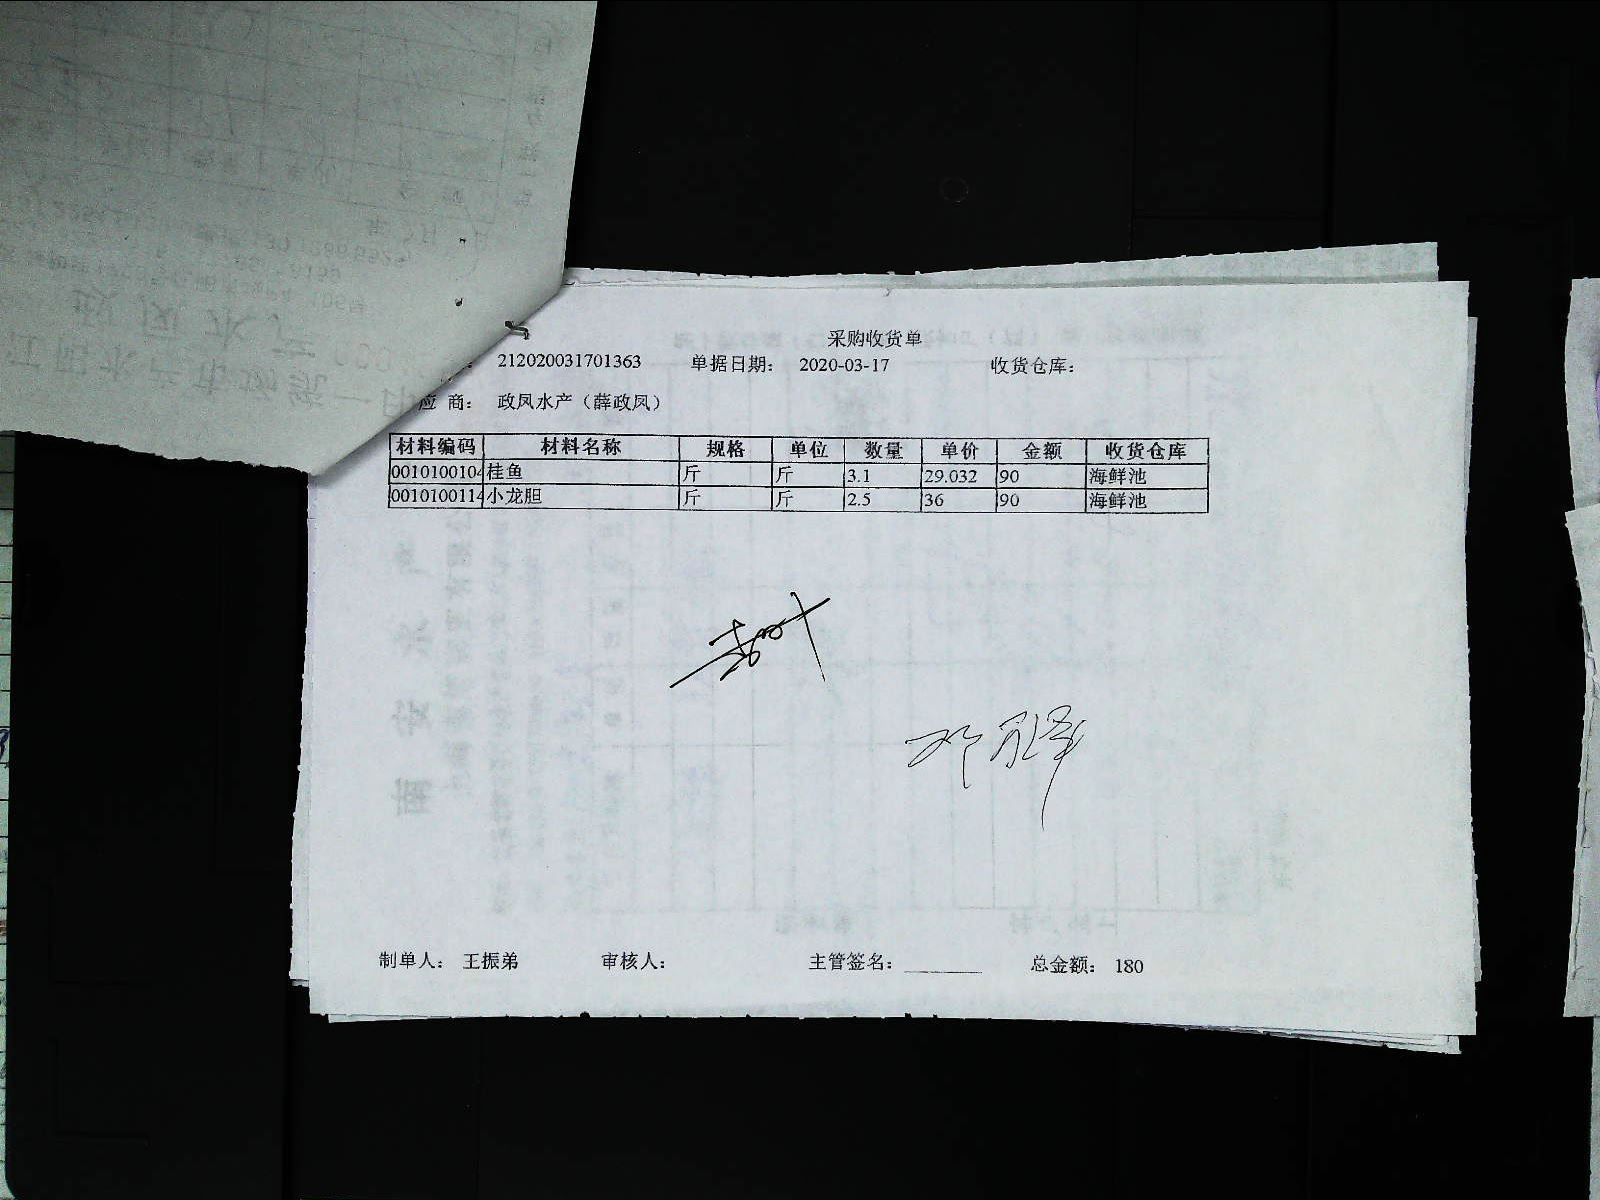 采购收货单
212020031701363 单据日期： 2020-03-17 收货仓库：
应 商： 政凤水产（薛政凤）
材料编码 材料名称 规格 单位 数量 单价 金额 收货仓库
0010100104 桂鱼 斤 斤 3.1 29.032 90 海鲜池
0010100114 小龙胆 斤 斤 2.5 36 90 海鲜池
制单人： 王振弟 审核人： 主管签名： 总金额： 180